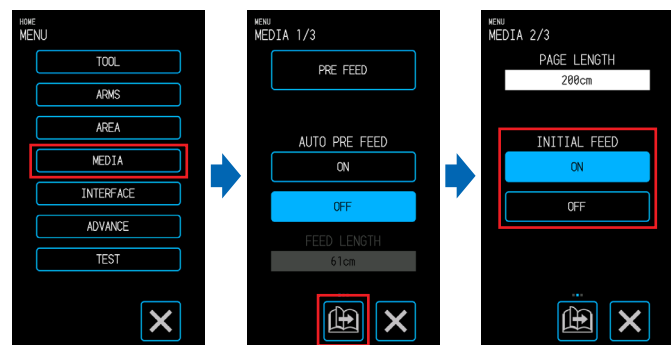 HOME
MENU
TOOL
ARMS
AREA
MEDIA
INTERFACE
ADVANCE
TEST
MENU
MEDIA 1/3
PRE FEED
AUTO PRE FEED
ON
OFF
FEED LENGTH
61cm
MENU
MEDIA 2/3
PAGE LENGTH
200cm
INITIAL FEED
ON
OFF